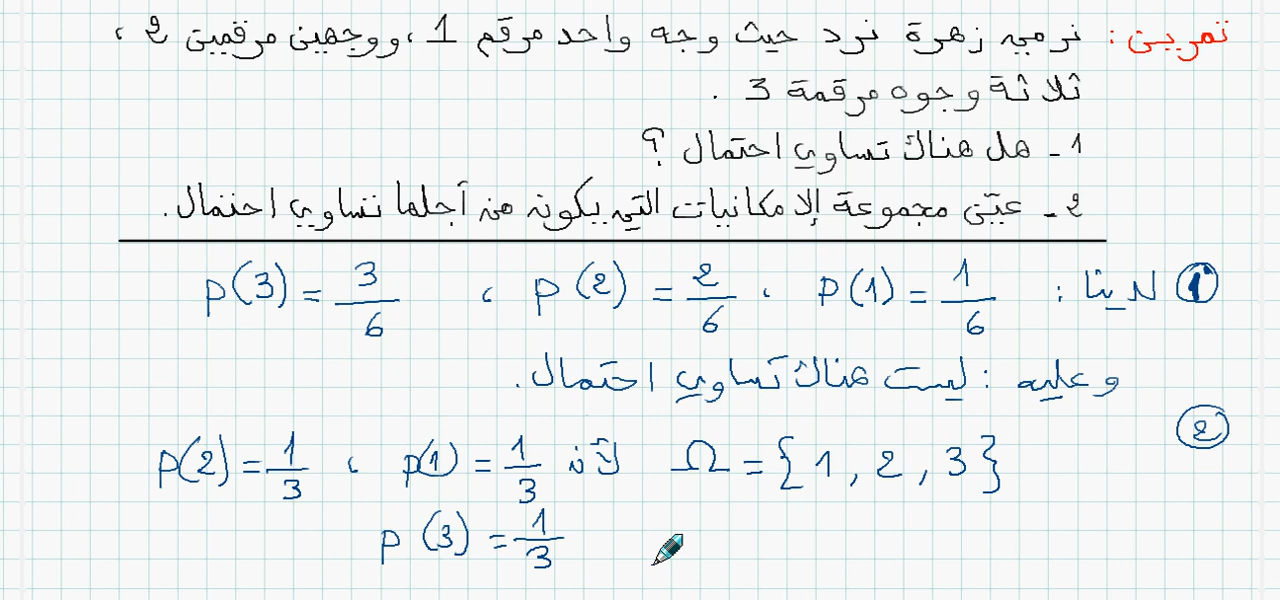 تمرين : نرمي زهرة نرد حيث وجه واحد مرقم 1 ، ووجهين مرقمين 2 ،
ثلاثة وجوه مرقمة 3 .
1 - هل هناك تساوي احتمال ؟
2 - عيّن مجموعة الإمكانيات التي يكون من أجلها تساوي احتمال .
① لدينا : p(1) = 1/6 ، p(2) = 2/6 ، p(3) = 3/6
وعليه : ليست هناك تساوي احتمال .
②
Ω = {1 , 2 , 3} لأن p(1) = 1/3 ، p(2) = 1/3
p(3) = 1/3